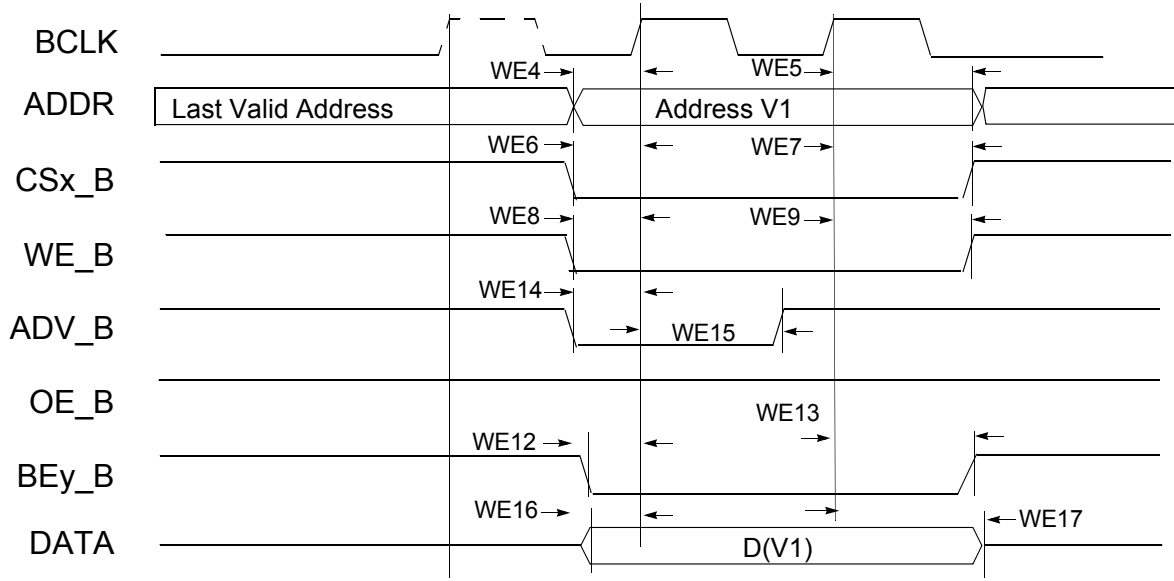 BCLK
WE4 WE5
ADDR Last Valid Address Address V1
WE6 WE7
CSx_B
WE8 WE9
WE_B
WE14
ADV_B WE15
OE_B
WE13
WE12
BEy_B
WE16 WE17
DATA D(V1)